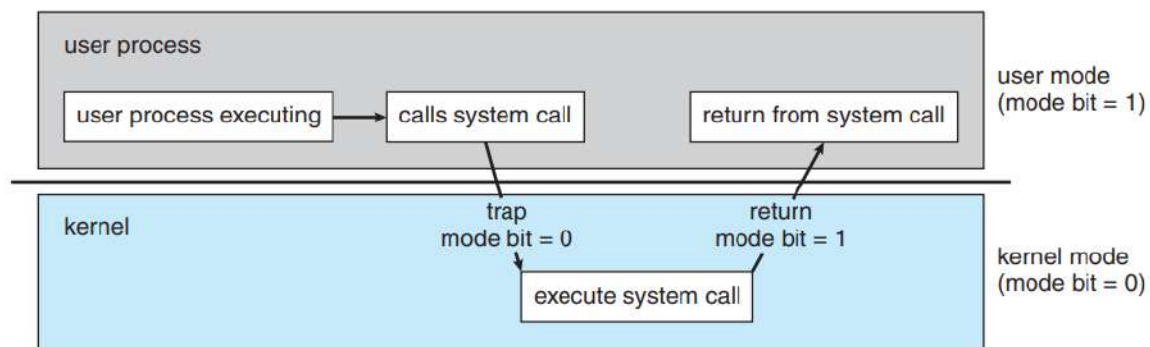 user process
user process executing
calls system call
return from system call
user mode
(mode bit = 1)
kernel
trap
mode bit = 0
return
mode bit = 1
execute system call
kernel mode
(mode bit = 0)